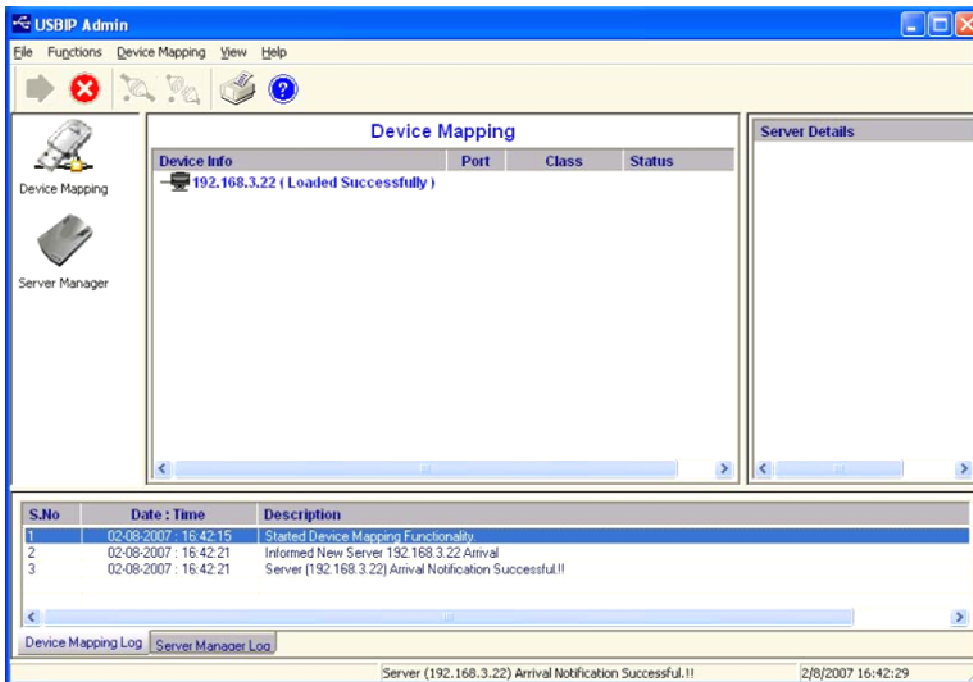 USBIP Admin
File Functions Device Mapping View Help
Device Mapping
Server Manager
Device Mapping
Device Info Port Class Status
192.168.3.22 ( Loaded Successfully )
Server Details
S.No Date : Time Description
1 02-08-2007 : 16:42:15 Started Device Mapping Functionality.
2 02-08-2007 : 16:42:21 Informed New Server 192.168.3.22 Arrival
3 02-08-2007 : 16:42:21 Server (192.168.3.22) Arrival Notification Successful.!!
Device Mapping Log Server Manager Log
Server (192.168.3.22) Arrival Notification Successful.!! 2/8/2007 16:42:29